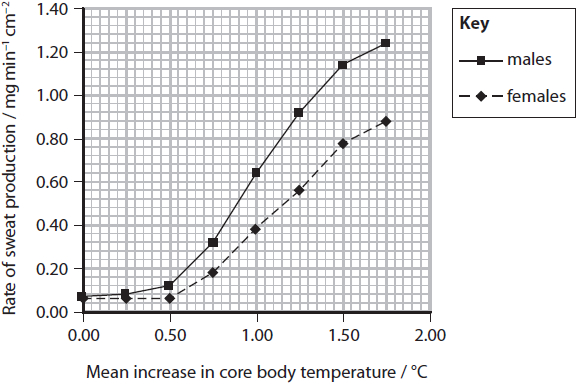 Rate of sweat production / mg min⁻¹ cm⁻²
1.40
1.20
1.00
0.80
0.60
0.40
0.20
0.00
0.00 0.50 1.00 1.50 2.00
Mean increase in core body temperature / °C
Key
males
females